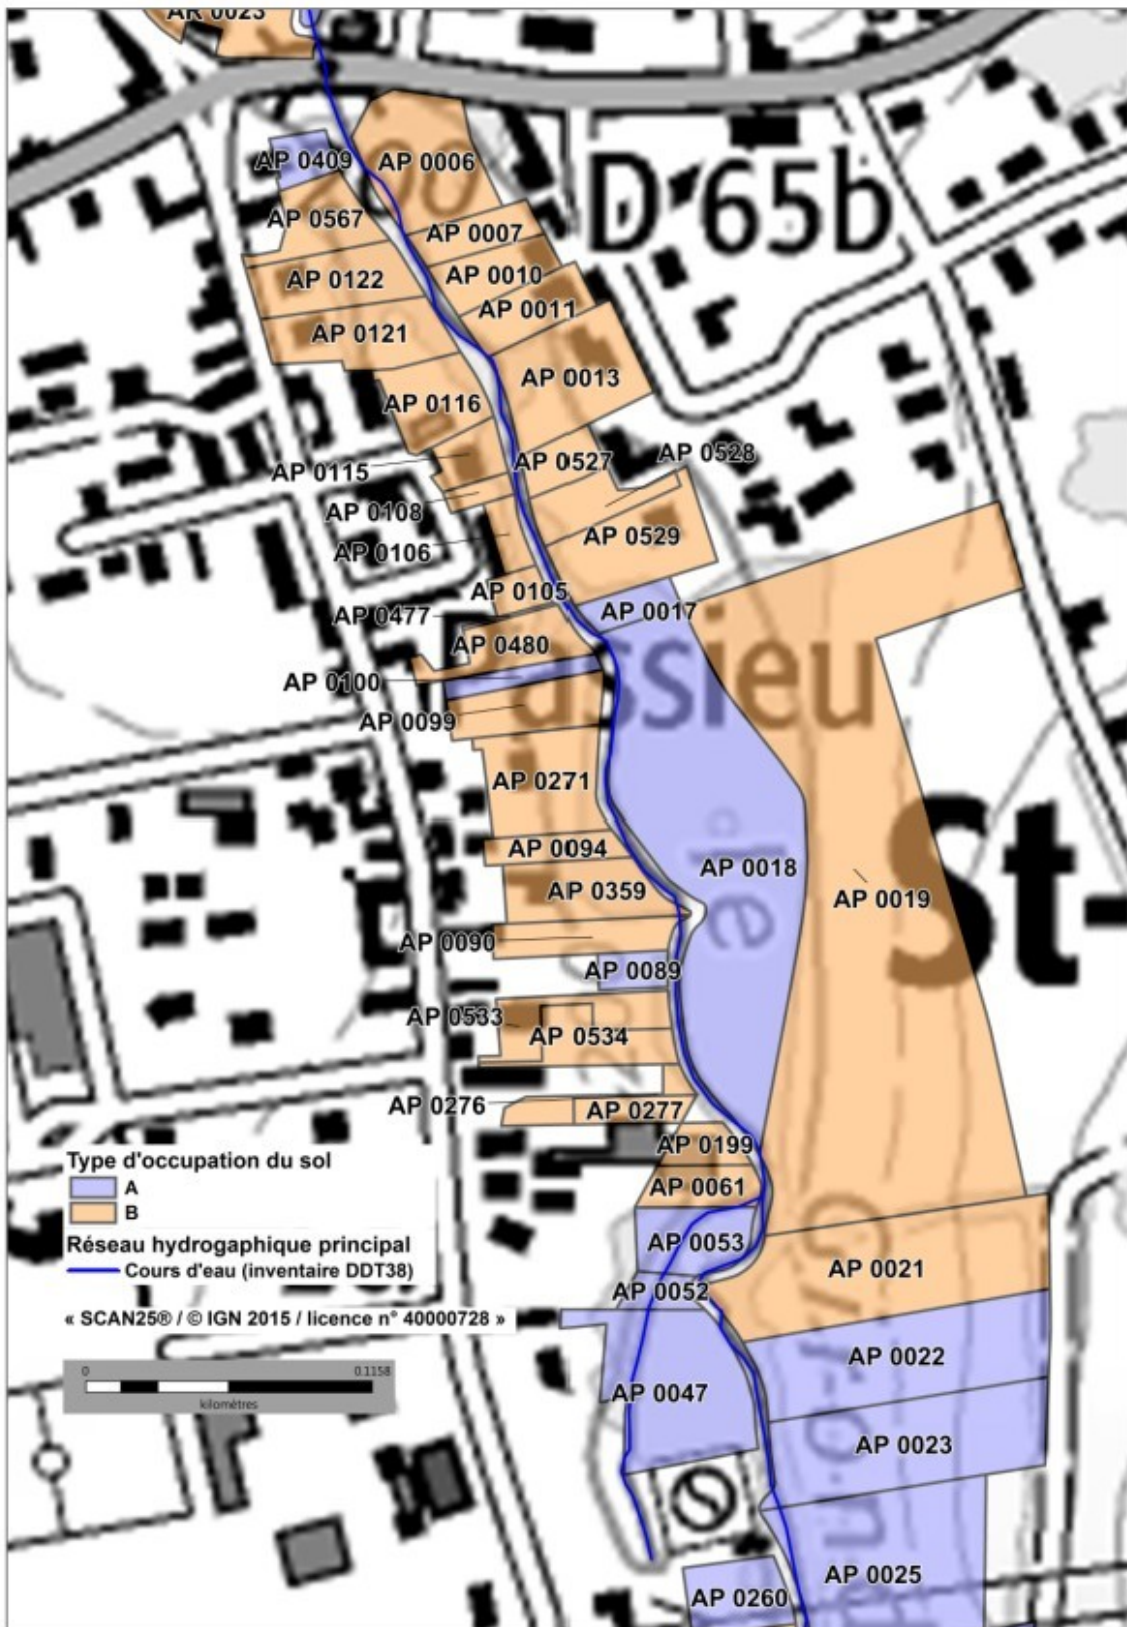 AR 0023
AP 0409
AP 0006
D 65b
AP 0567
AP 0007
AP 0122
AP 0010
AP 0011
AP 0121
AP 0013
AP 0116
AP 0115
AP 0527
AP 0528
AP 0108
AP 0529
AP 0106
AP 0105
AP 0017
AP 0477
AP 0480
assieu
AP 0100
AP 0099
AP 0271
AP 0094
AP 0018
AP 0359
AP 0019
St-
AP 0090
AP 0089
AP 0533
AP 0534
AP 0276
AP 0277
AP 0199
AP 0061
AP 0053
AP 0021
AP 0052
AP 0022
AP 0047
AP 0023
AP 0025
AP 0260
Type d'occupation du sol
A
B
Réseau hydrogaphique principal
Cours d'eau (inventaire DDT38)
« SCAN25® / © IGN 2015 / licence n° 40000728 »
0 0.1158
kilomètres